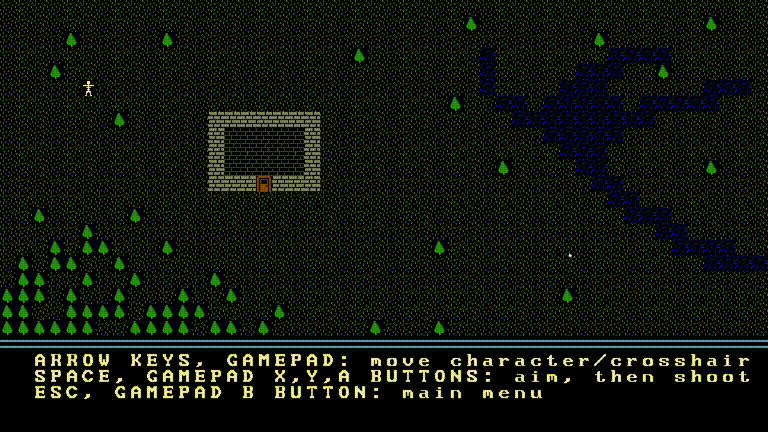 ARROW KEYS, GAMEPAD: move character/crosshair
SPACE, GAMEPAD X,Y,A BUTTONS: aim, then shoot
ESC, GAMEPAD B BUTTON: main menu